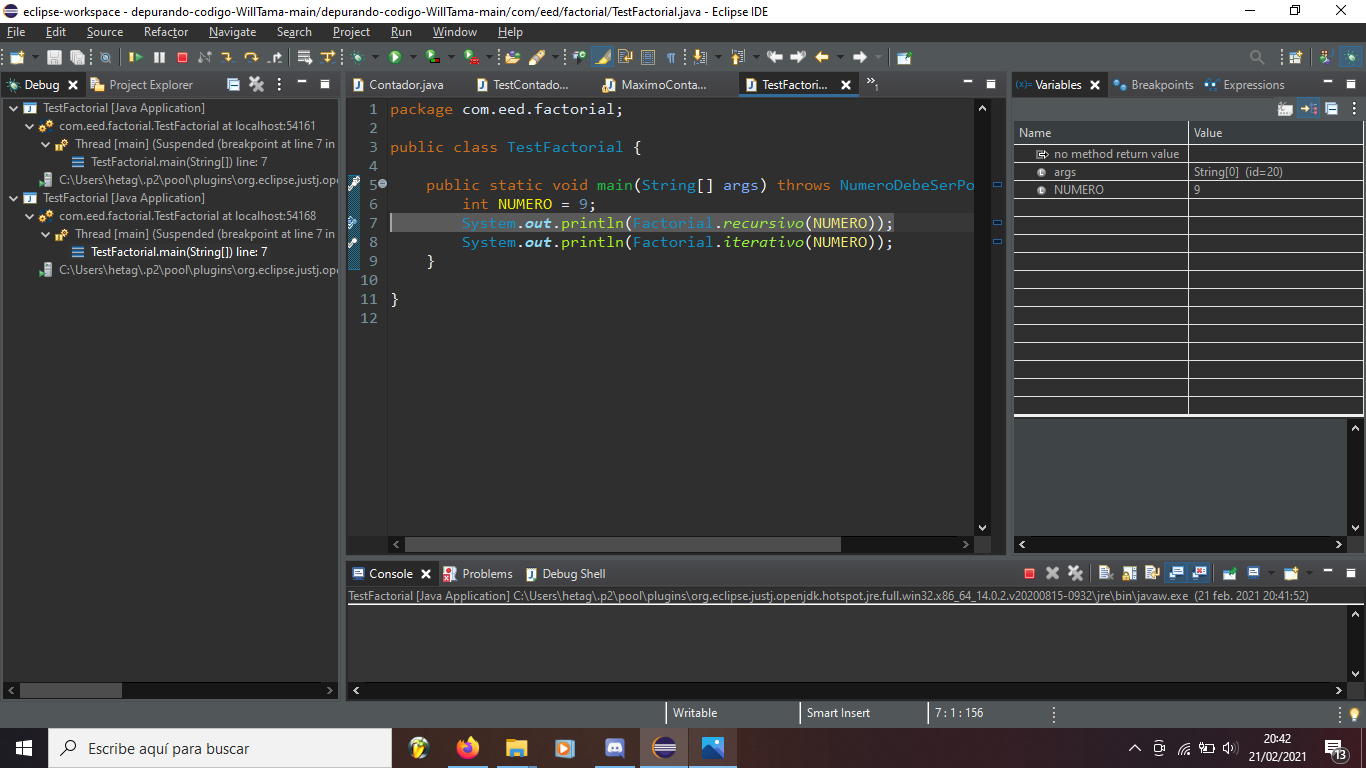 eclipse-workspace - depurando-codigo-WillTama-main/depurando-codigo-WillTama-main/com/eed/factorial/TestFactorial.java - Eclipse IDE
File Edit Source Refactor Navigate Search Project Run Window Help
Debug Project Explorer
TestFactorial [Java Application]
com.eed.factorial.TestFactorial at localhost:54161
Thread [main] (Suspended (breakpoint at line 7 in
TestFactorial.main(String[]) line: 7
C:\Users\hetag\.p2\pool\plugins\org.eclipse.justj.ope
TestFactorial [Java Application]
com.eed.factorial.TestFactorial at localhost:54168
Thread [main] (Suspended (breakpoint at line 7 in
TestFactorial.main(String[]) line: 7
C:\Users\hetag\.p2\pool\plugins\org.eclipse.justj.ope
Contador.java TestContado... MaximoConta... TestFactori... »1
1 package com.eed.factorial;
2
3 public class TestFactorial {
4
5 public static void main(String[] args) throws NumeroDebeSerPo
6 int NUMERO = 9;
7 System.out.println(Factorial.recursivo(NUMERO));
8 System.out.println(Factorial.iterativo(NUMERO));
9 }
10
11 }
12
(x)= Variables Breakpoints Expressions
Name Value
no method return value
args String[0] (id=20)
NUMERO 9
Console Problems Debug Shell
TestFactorial [Java Application] C:\Users\hetag\.p2\pool\plugins\org.eclipse.justj.openjdk.hotspot.jre.full.win32.x86_64_14.0.2.v20200815-0932\jre\bin\javaw.exe (21 feb. 2021 20:41:52)
Writable Smart Insert 7 : 1 : 156
Escribe aquí para buscar
20:42
21/02/2021
13